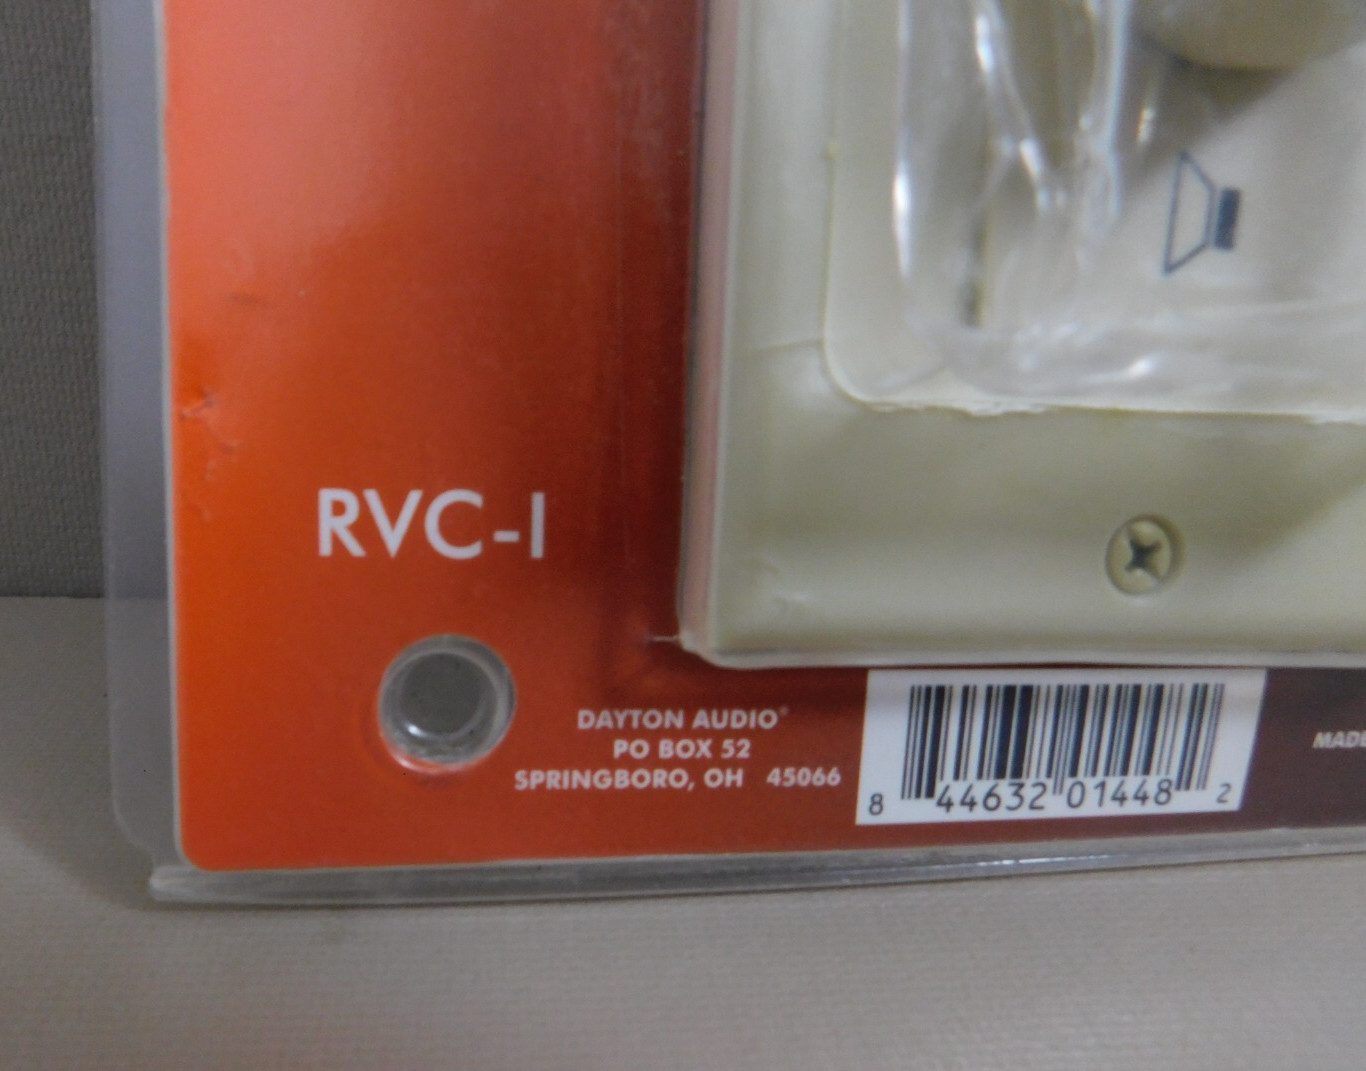 RVC-I
DAYTON AUDIO®
PO BOX 52
SPRINGBORO, OH 45066
8 44632 01448 2
MADE